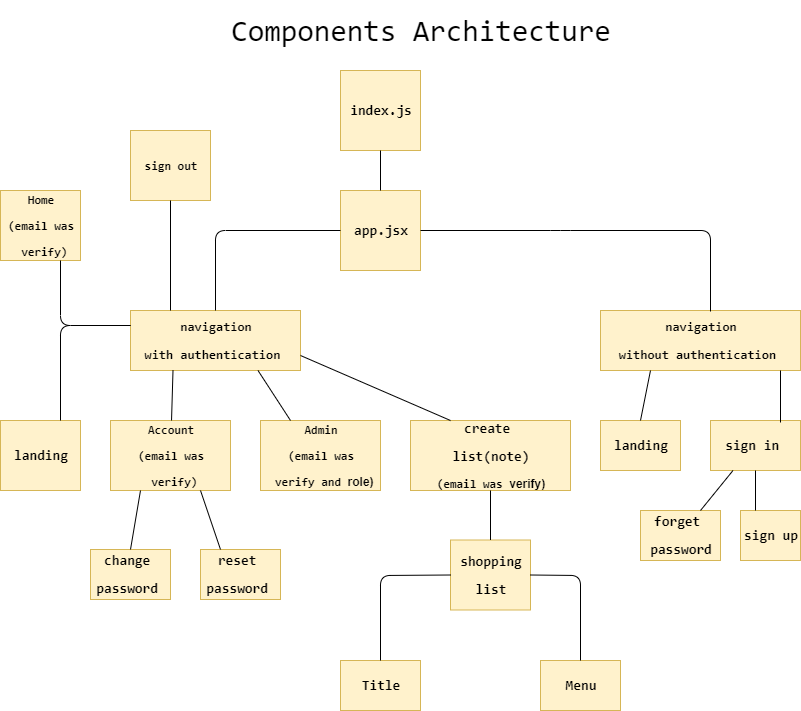 Components Architecture
index.js
sign out
Home
(email was
verify)
app.jsx
navigation
with authentication
navigation
without authentication
landing
Account
(email was
verify)
Admin
(email was
verify and role)
create
list(note)
(email was verify)
landing
sign in
change
password
reset
password
shopping
list
forget
password
sign up
Title
Menu